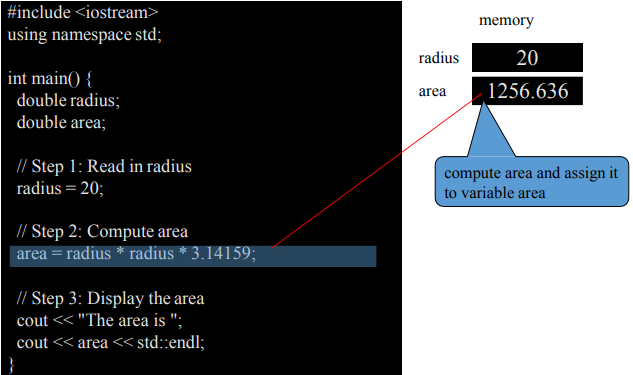 #include <iostream>
using namespace std;
int main() {
double radius;
double area;
// Step 1: Read in radius
radius = 20;
// Step 2: Compute area
area = radius * radius * 3.14159;
// Step 3: Display the area
cout << "The area is ";
cout << area << std::endl;
}
memory
radius 20
area 1256.636
compute area and assign it
to variable area